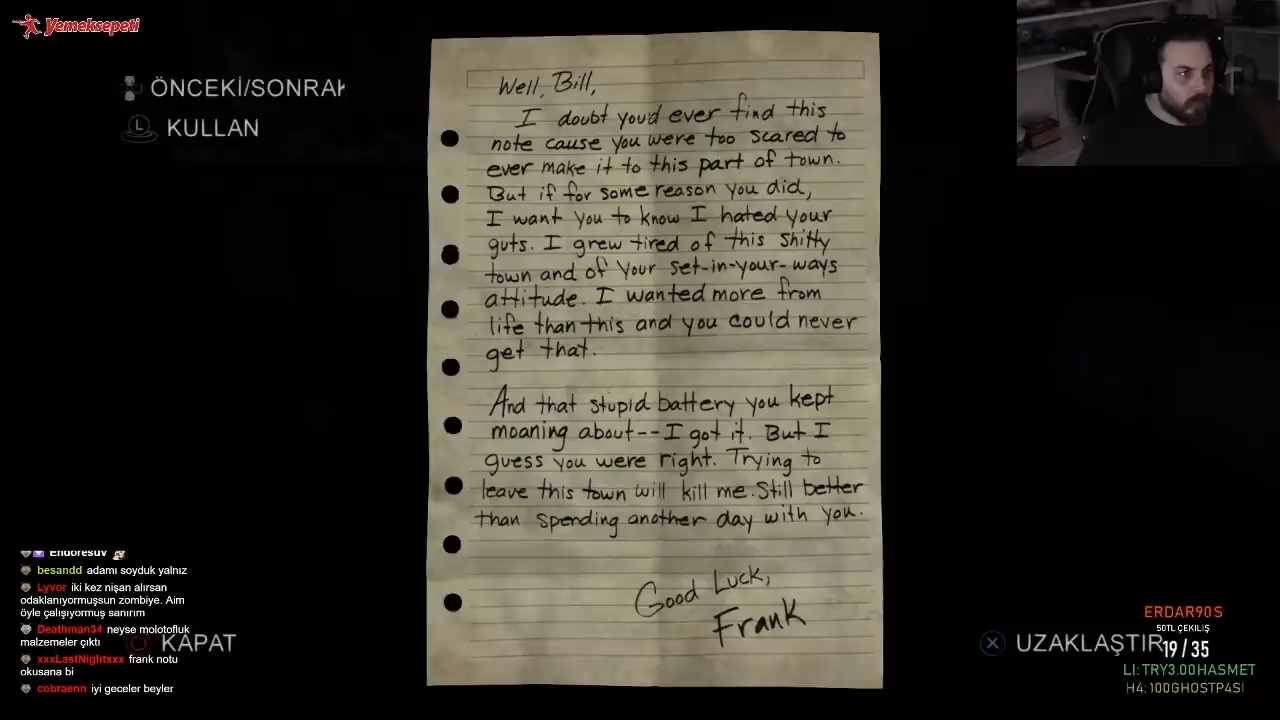 Yemeksepeti
ÖNCEKİ/SONRAK
L KULLAN
Well, Bill,
I doubt you'd ever find this
note cause you were too scared to
ever make it to this part of town.
But if for some reason you did,
I want you to know I hated your
guts. I grew tired of this shitty
town and of your set-in-your-ways
attitude. I wanted more from
life than this and you could never
get that.
And that stupid battery you kept
moaning about--I got it. But I
guess you were right. Trying to
leave this town will kill me. Still better
than spending another day with you.
Good Luck,
Frank
Endoresuv
besandd adamı soyduk yalnız
Lyvor iki kez nişan alırsan
odaklanıyormuşsun zombiye. Aim
öyle çalışıyormuş sanırım
Deathman34 neyse molotofluk
malzemeler çıktı
xxxLastNightxxx frank notu
okusana bi
cobraenn iyi geceler beyler
KAPAT
UZAKLAŞTIR
ERDAR90S
50TL ÇEKİLİŞ
19 / 35
LI: TRY3.00HASMET
H4: 100GHOSTP4SI